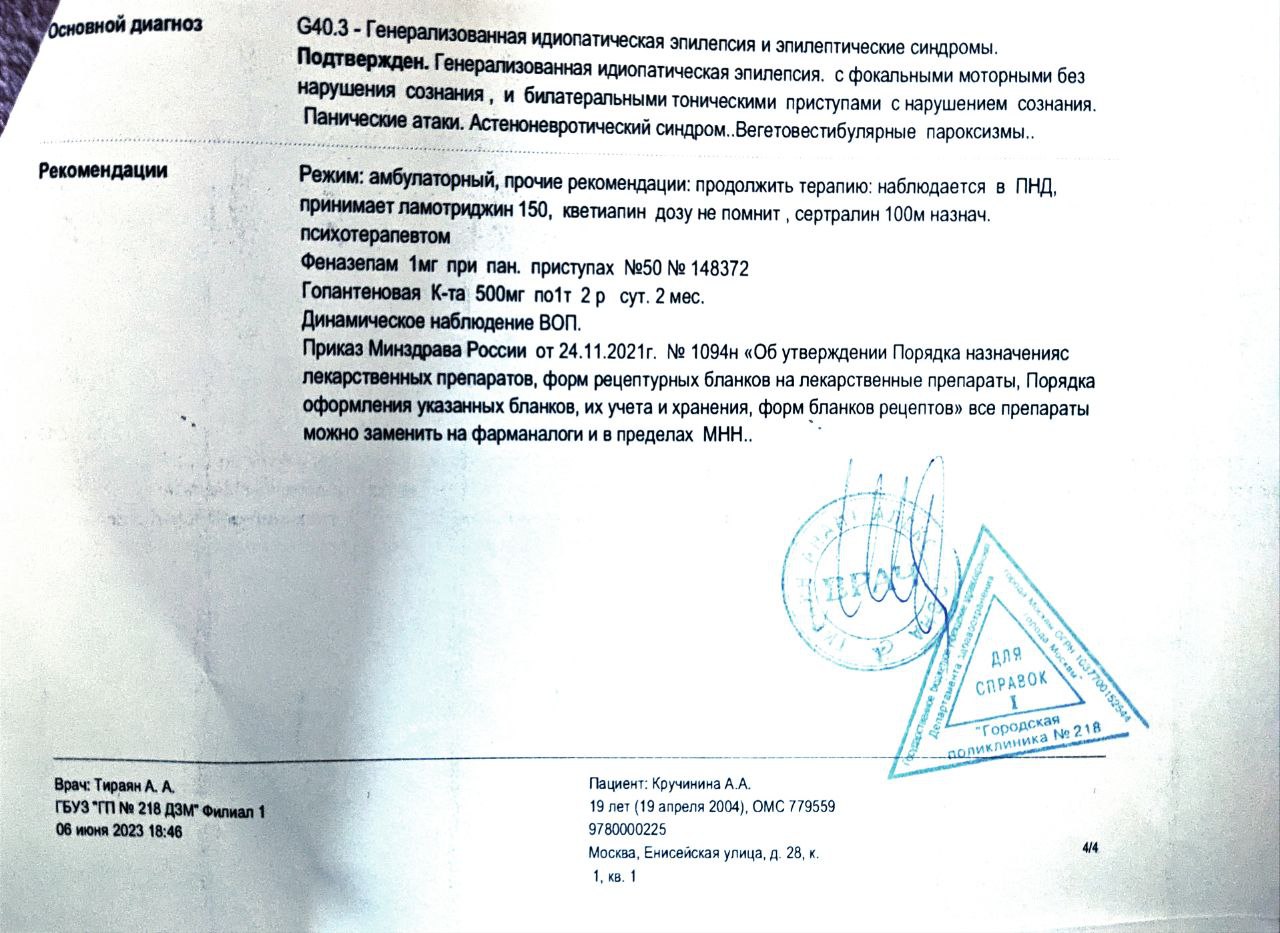 Основной диагноз
G40.3 - Генерализованная идиопатическая эпилепсия и эпилептические синдромы.
Подтвержден. Генерализованная идиопатическая эпилепсия. с фокальными моторными без
нарушения сознания , и билатеральными тоническими приступами с нарушением сознания.
Панические атаки. Астеноневротический синдром..Вегетовестибулярные пароксизмы..
Рекомендации
Режим: амбулаторный, прочие рекомендации: продолжить терапию: наблюдается в ПНД,
принимает ламотриджин 150, кветиапин дозу не помнит , сертралин 100м назнач.
психотерапевтом
Феназепам 1мг при пан. приступах №50 № 148372
Гопантеновая К-та 500мг по1т 2 р сут. 2 мес.
Динамическое наблюдение ВОП.
Приказ Минздрава России от 24.11.2021г. № 1094н «Об утверждении Порядка назначенияс
лекарственных препаратов, форм рецептурных бланков на лекарственные препараты, Порядка
оформления указанных бланков, их учета и хранения, форм бланков рецептов» все препараты
можно заменить на фарманалоги и в пределах МНН..
ВРАЧ
Государственное бюджетное учреждение здравоохранения
города Москвы ОГРН 1037700152544
Департамента здравоохранения
города Москвы"
ДЛЯ
СПРАВОК
I
"Городская
поликлиника № 218
Врач: Тираян А. А.
ГБУЗ "ГП № 218 ДЗМ" Филиал 1
06 июня 2023 18:46
Пациент: Кручинина А.А.
19 лет (19 апреля 2004), ОМС 779559
9780000225
Москва, Енисейская улица, д. 28, к.
1, кв. 1
4/4